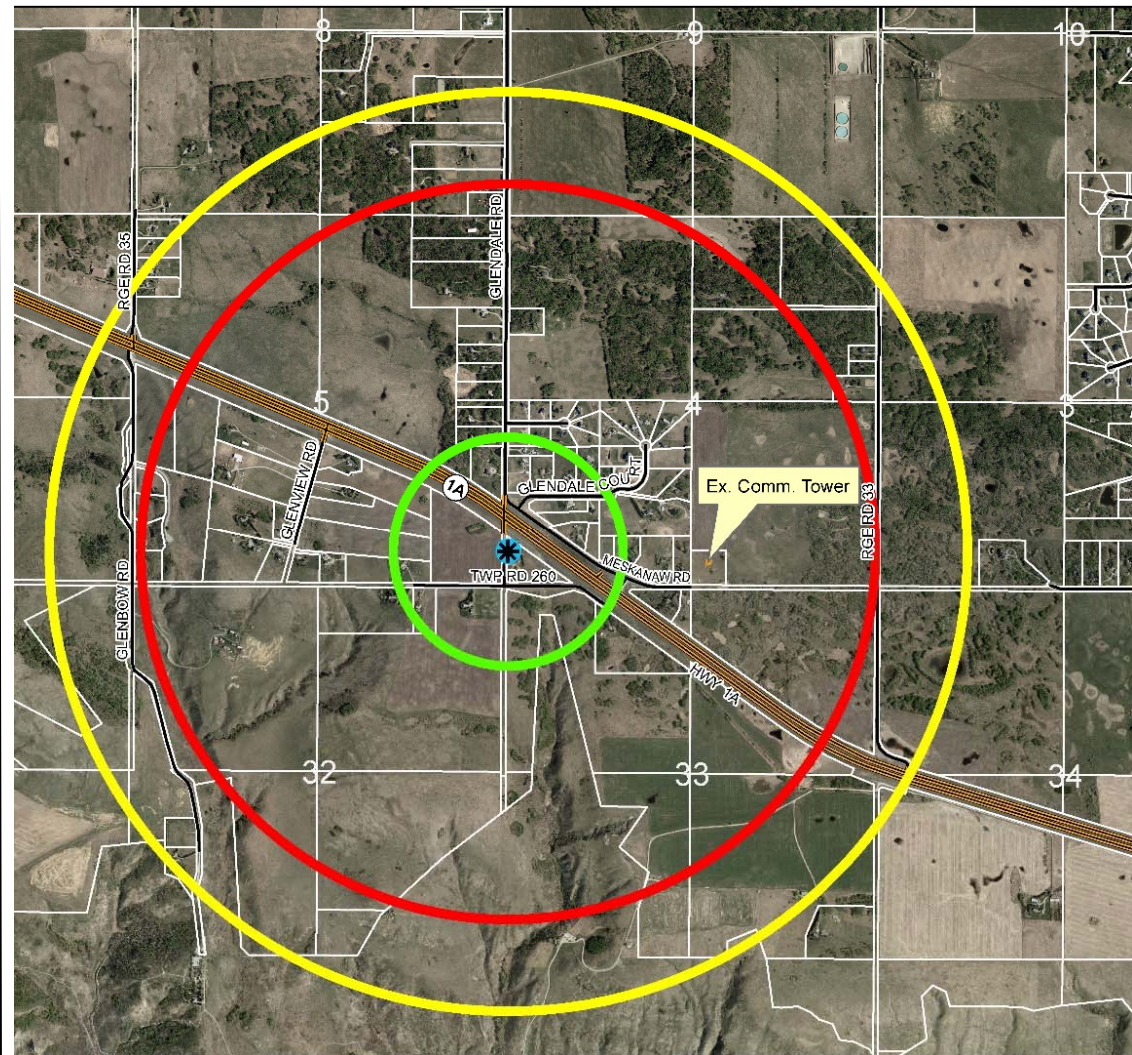 8
9
10
RGE RD 35
GLENDALE RD
5
4
3
GLENVIEW RD
1A
GLENDALE COURT
Ex. Comm. Tower
RGE RD 33
GLENBOW RD
TWP RD 260
MESKANAW RD
HWY 1A
32
33
34